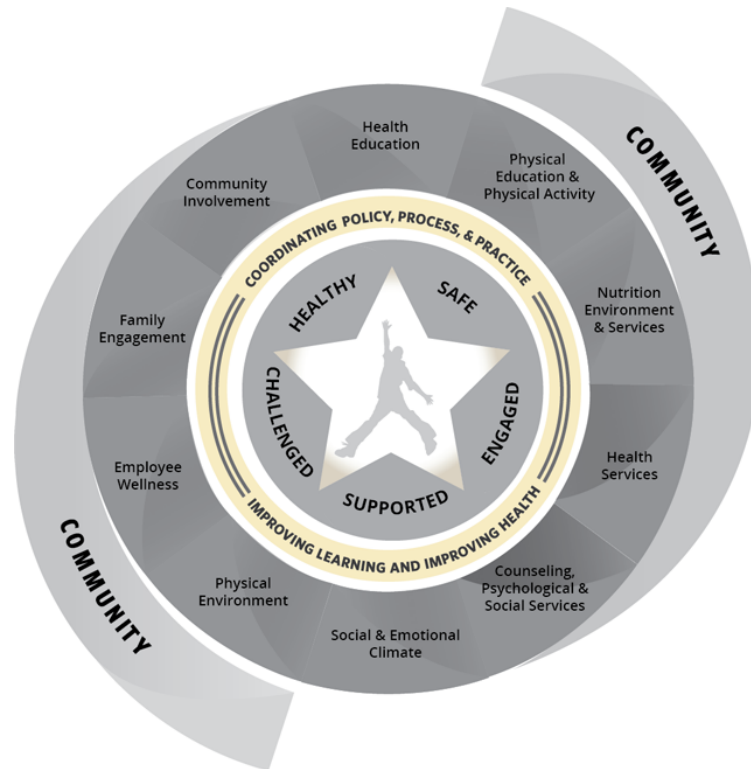 COMMUNITY
Health
Education
Physical
Education &
Physical Activity
Nutrition
Environment
& Services
Health
Services
Counseling,
Psychological &
Social Services
Social & Emotional
Climate
Physical
Environment
Employee
Wellness
Family
Engagement
Community
Involvement
COORDINATING POLICY, PROCESS, & PRACTICE
IMPROVING LEARNING AND IMPROVING HEALTH
HEALTHY
SAFE
ENGAGED
SUPPORTED
CHALLENGED
COMMUNITY